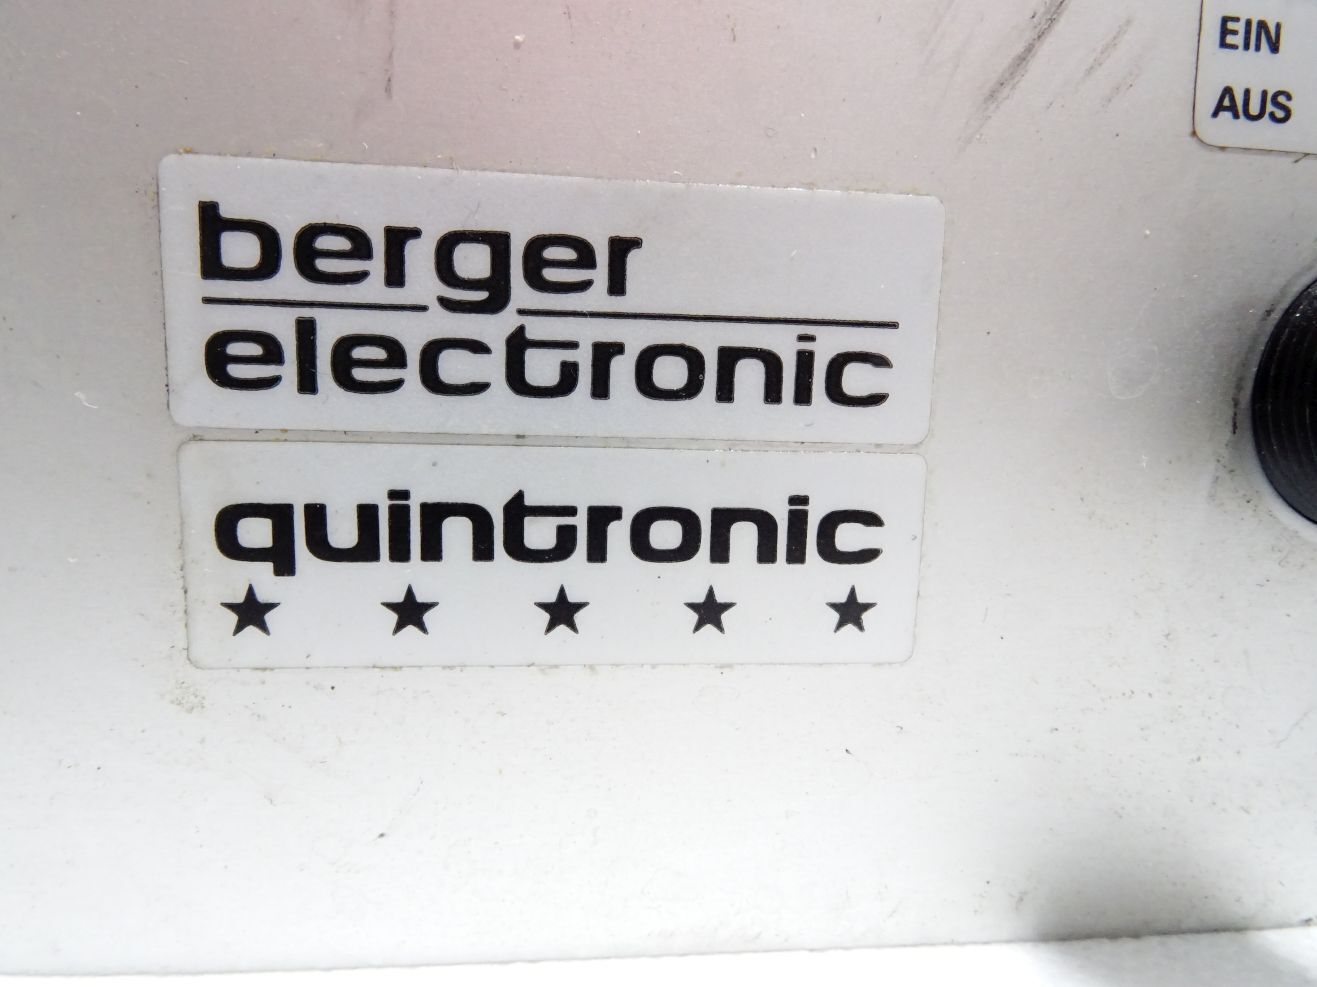 EIN
AUS
berger
electronic
quintronic
★ ★ ★ ★ ★